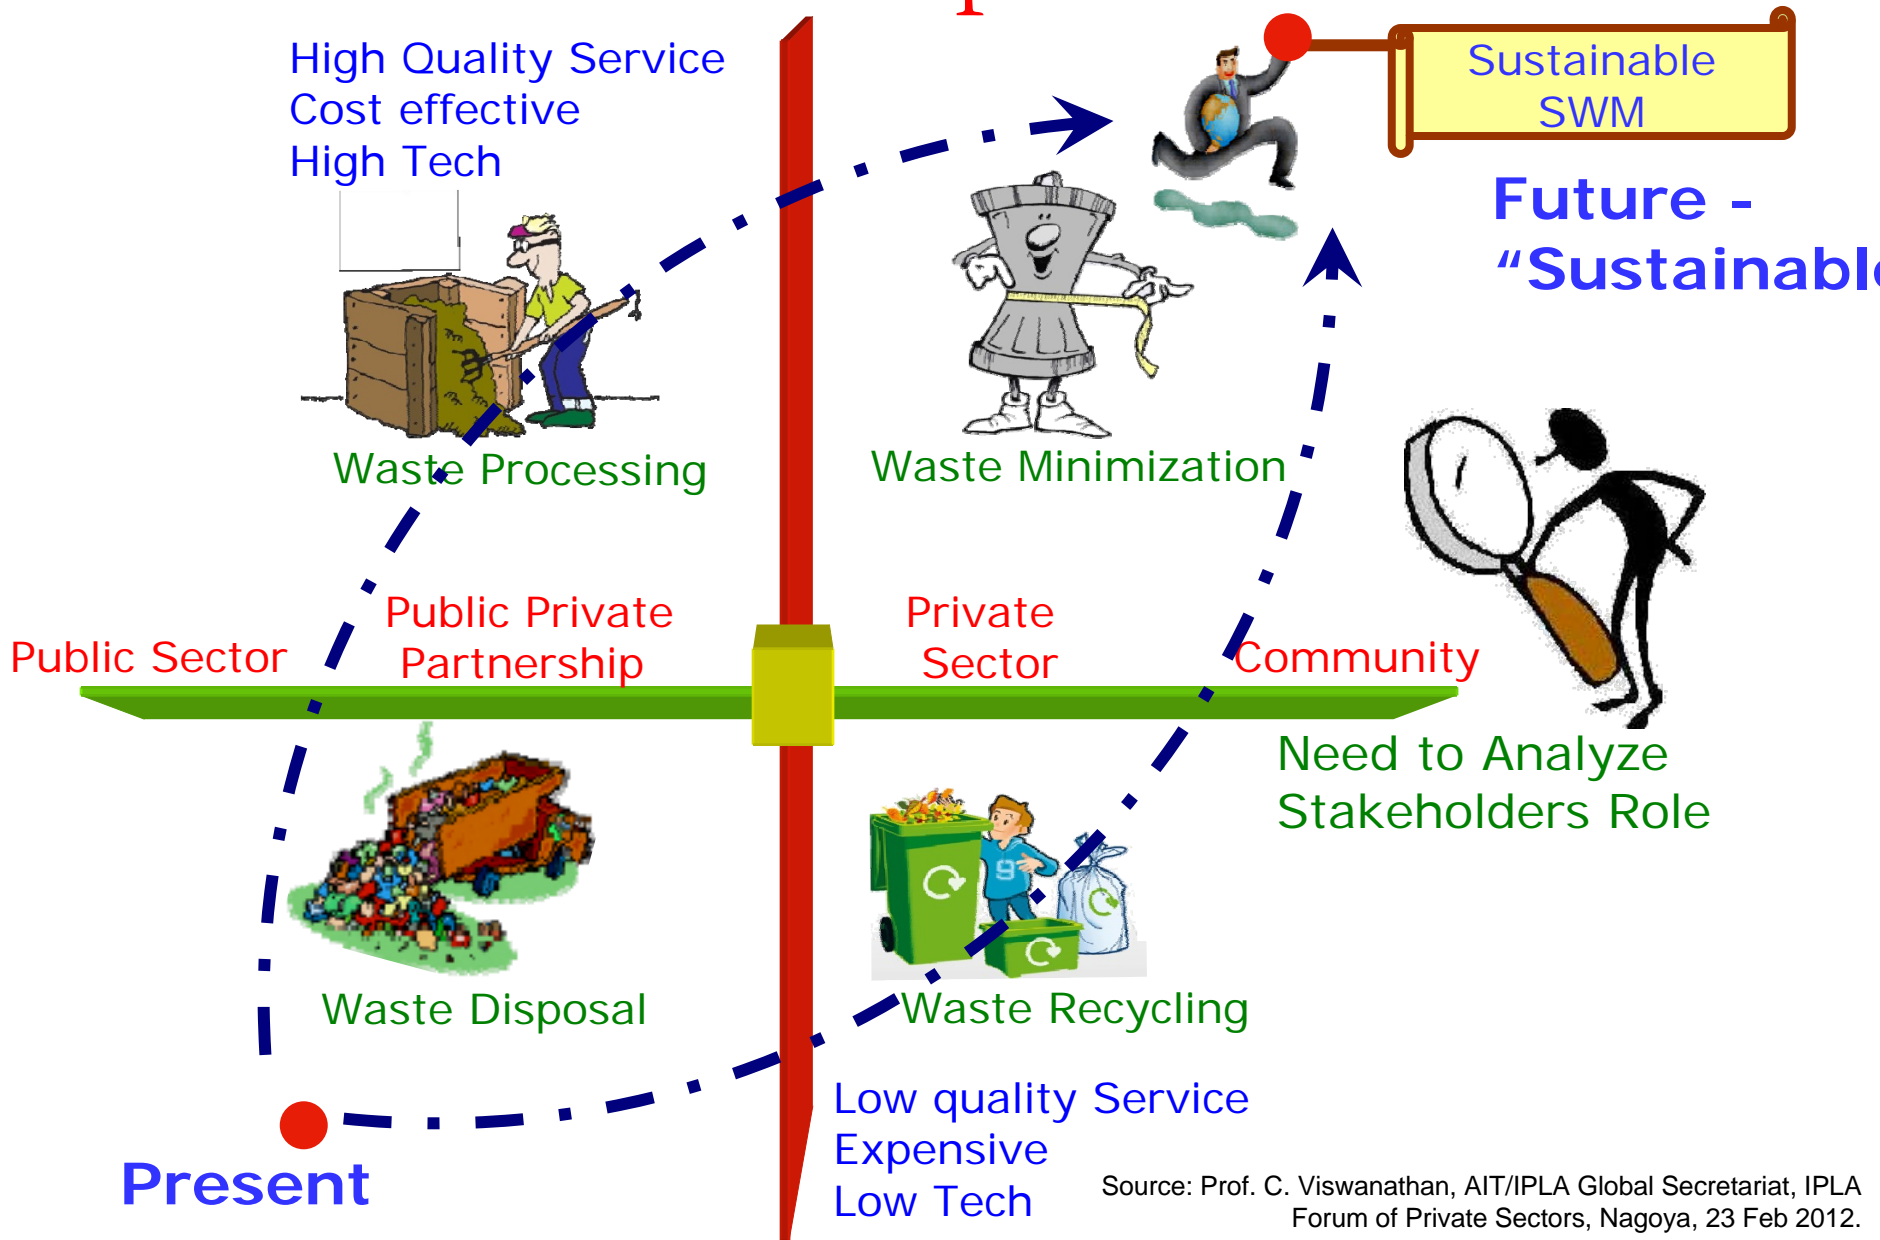 High Quality Service
Cost effective
High Tech
Sustainable
SWM
Future -
“Sustainable
Waste Processing
Waste Minimization
Public Sector
Public Private
Partnership
Private
Sector
Community
Need to Analyze
Stakeholders Role
9
Waste Disposal
Waste Recycling
Present
Low quality Service
Expensive
Low Tech
Source: Prof. C. Viswanathan, AIT/IPLA Global Secretariat, IPLA
Forum of Private Sectors, Nagoya, 23 Feb 2012.